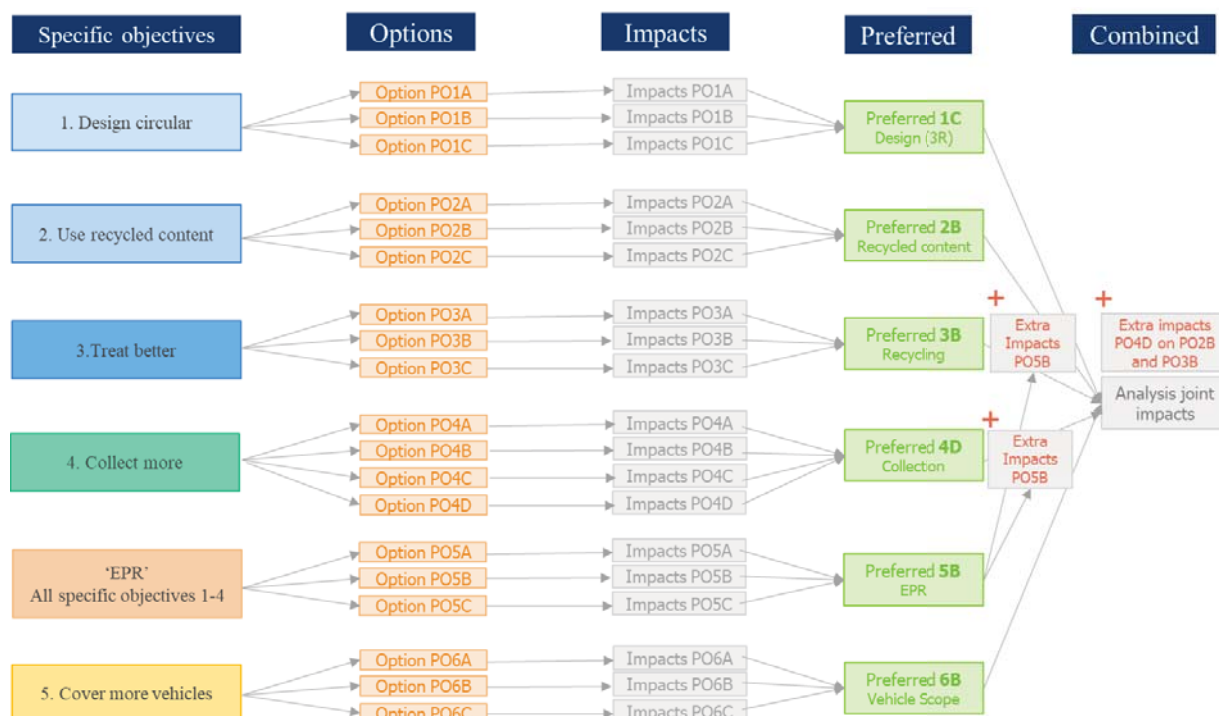 Specific objectives
Options
Impacts
Preferred
Combined
1. Design circular
Option PO1A
Option PO1B
Option PO1C
Impacts PO1A
Impacts PO1B
Impacts PO1C
Preferred 1C
Design (3R)
2. Use recycled content
Option PO2A
Option PO2B
Option PO2C
Impacts PO2A
Impacts PO2B
Impacts PO2C
Preferred 2B
Recycled content
3.Treat better
Option PO3A
Option PO3B
Option PO3C
Impacts PO3A
Impacts PO3B
Impacts PO3C
Preferred 3B
Recycling
+
Extra
Impacts
PO5B
+
Extra impacts
PO4D on PO2B
and PO3B
Analysis joint
impacts
4. Collect more
Option PO4A
Option PO4B
Option PO4C
Option PO4D
Impacts PO4A
Impacts PO4B
Impacts PO4C
Impacts PO4D
Preferred 4D
Collection
+
Extra
Impacts
PO5B
‘EPR’
All specific objectives 1-4
Option PO5A
Option PO5B
Option PO5C
Impacts PO5A
Impacts PO5B
Impacts PO5C
Preferred 5B
EPR
5. Cover more vehicles
Option PO6A
Option PO6B
Option PO6C
Impacts PO6A
Impacts PO6B
Impacts PO6C
Preferred 6B
Vehicle Scope